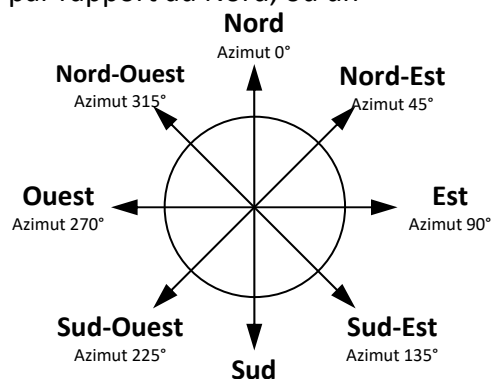 par rapport au Nord, ou un
Nord
Azimut 0°
Nord-Ouest
Azimut 315°
Nord-Est
Azimut 45°
Ouest
Azimut 270°
Est
Azimut 90°
Sud-Ouest
Azimut 225°
Sud-Est
Azimut 135°
Sud